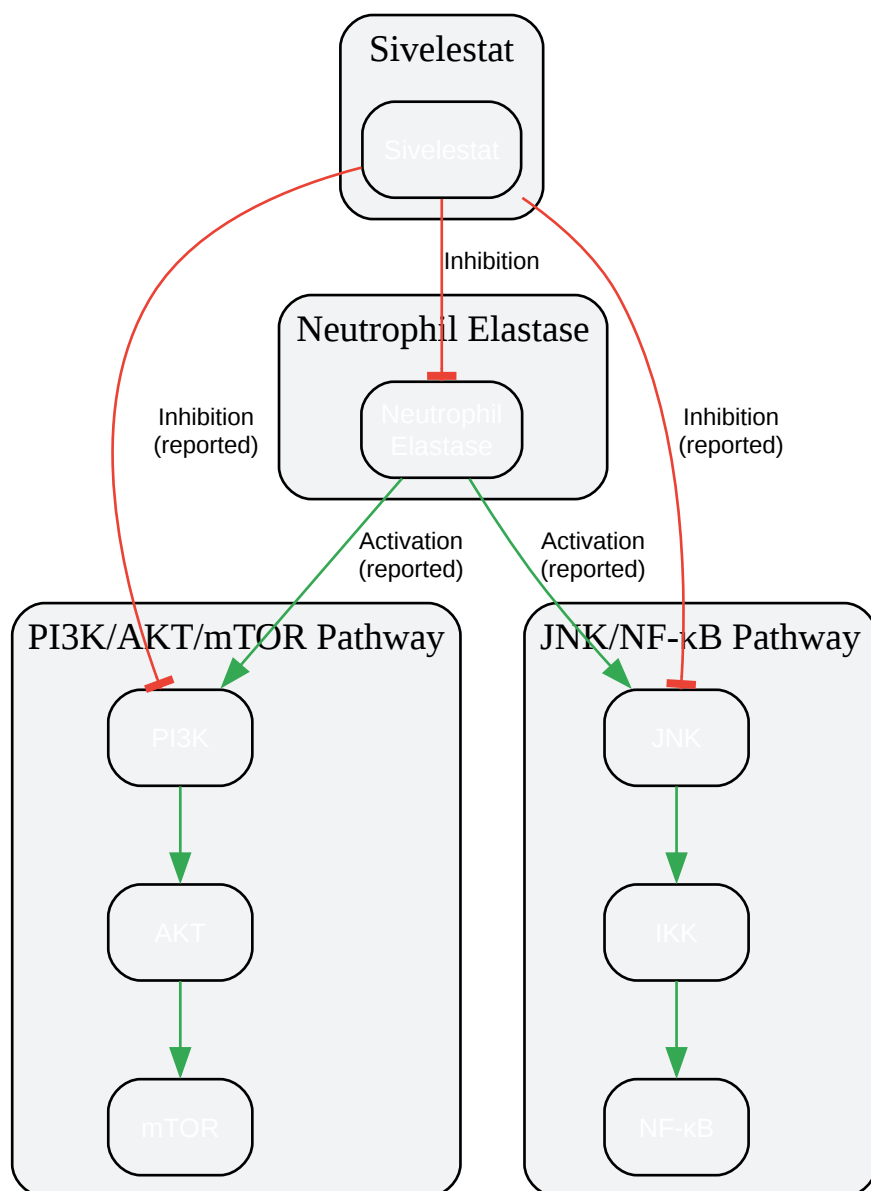 Sivelestat
Sivelestat
Inhibition
Neutrophil Elastase
Neutrophil
Elastase
Inhibition
(reported)
Inhibition
(reported)
Activation
(reported)
Activation
(reported)
PI3K/AKT/mTOR Pathway
JNK/NF-κB Pathway
PI3K
JNK
AKT
IKK
mTOR
NF-κB